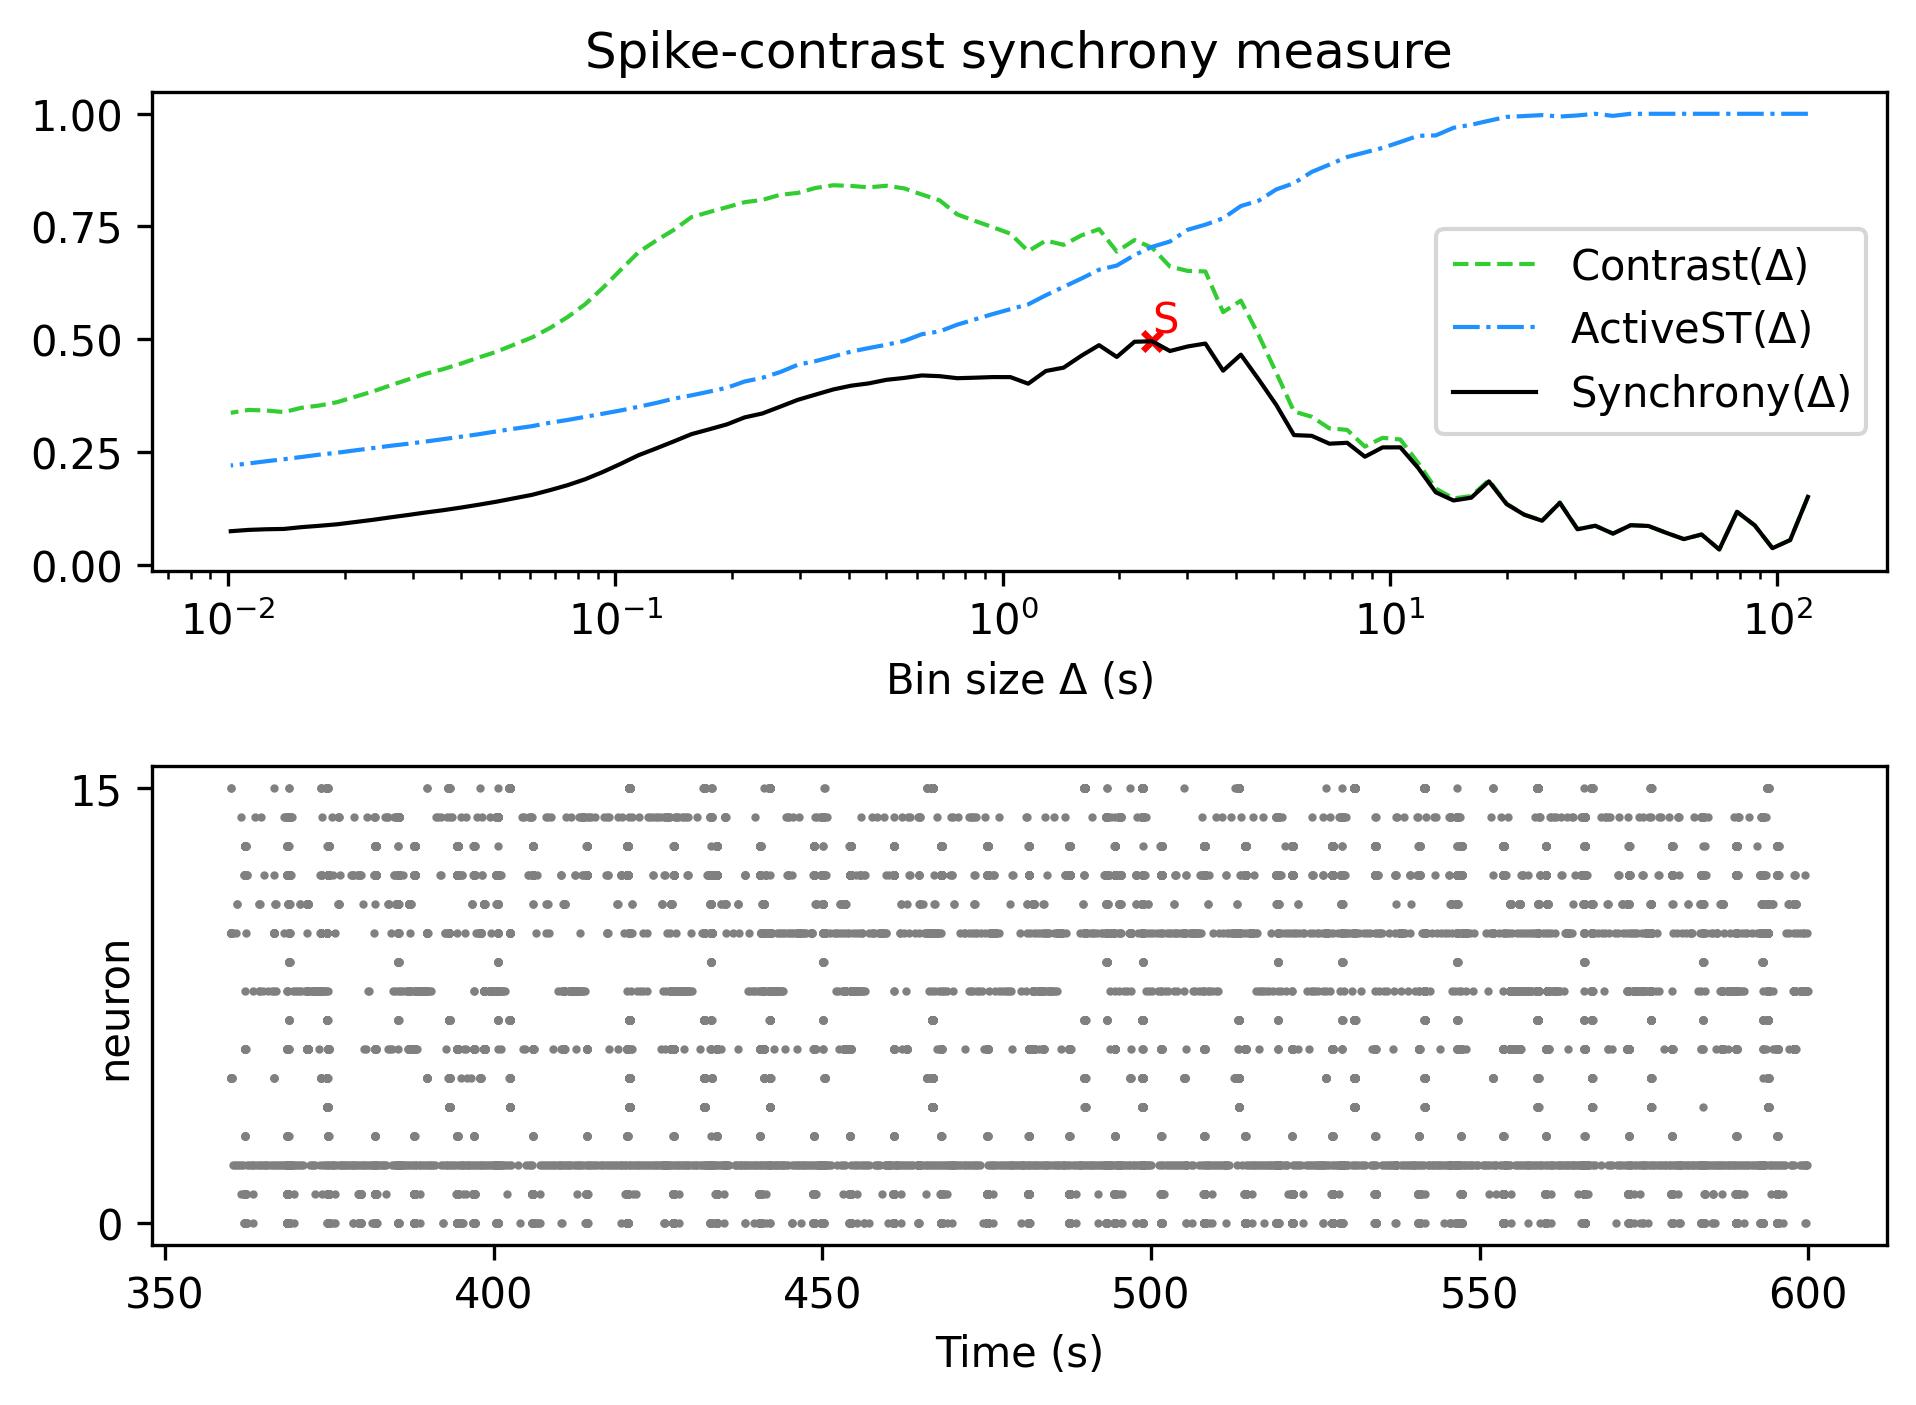 Spike-contrast synchrony measure
1.00
0.75
0.50
0.25
0.00
S
Contrast(Δ)
ActiveST(Δ)
Synchrony(Δ)
10⁻² 10⁻¹ 10⁰ 10¹ 10²
Bin size Δ (s)
15
0
neuron
350 400 450 500 550 600
Time (s)